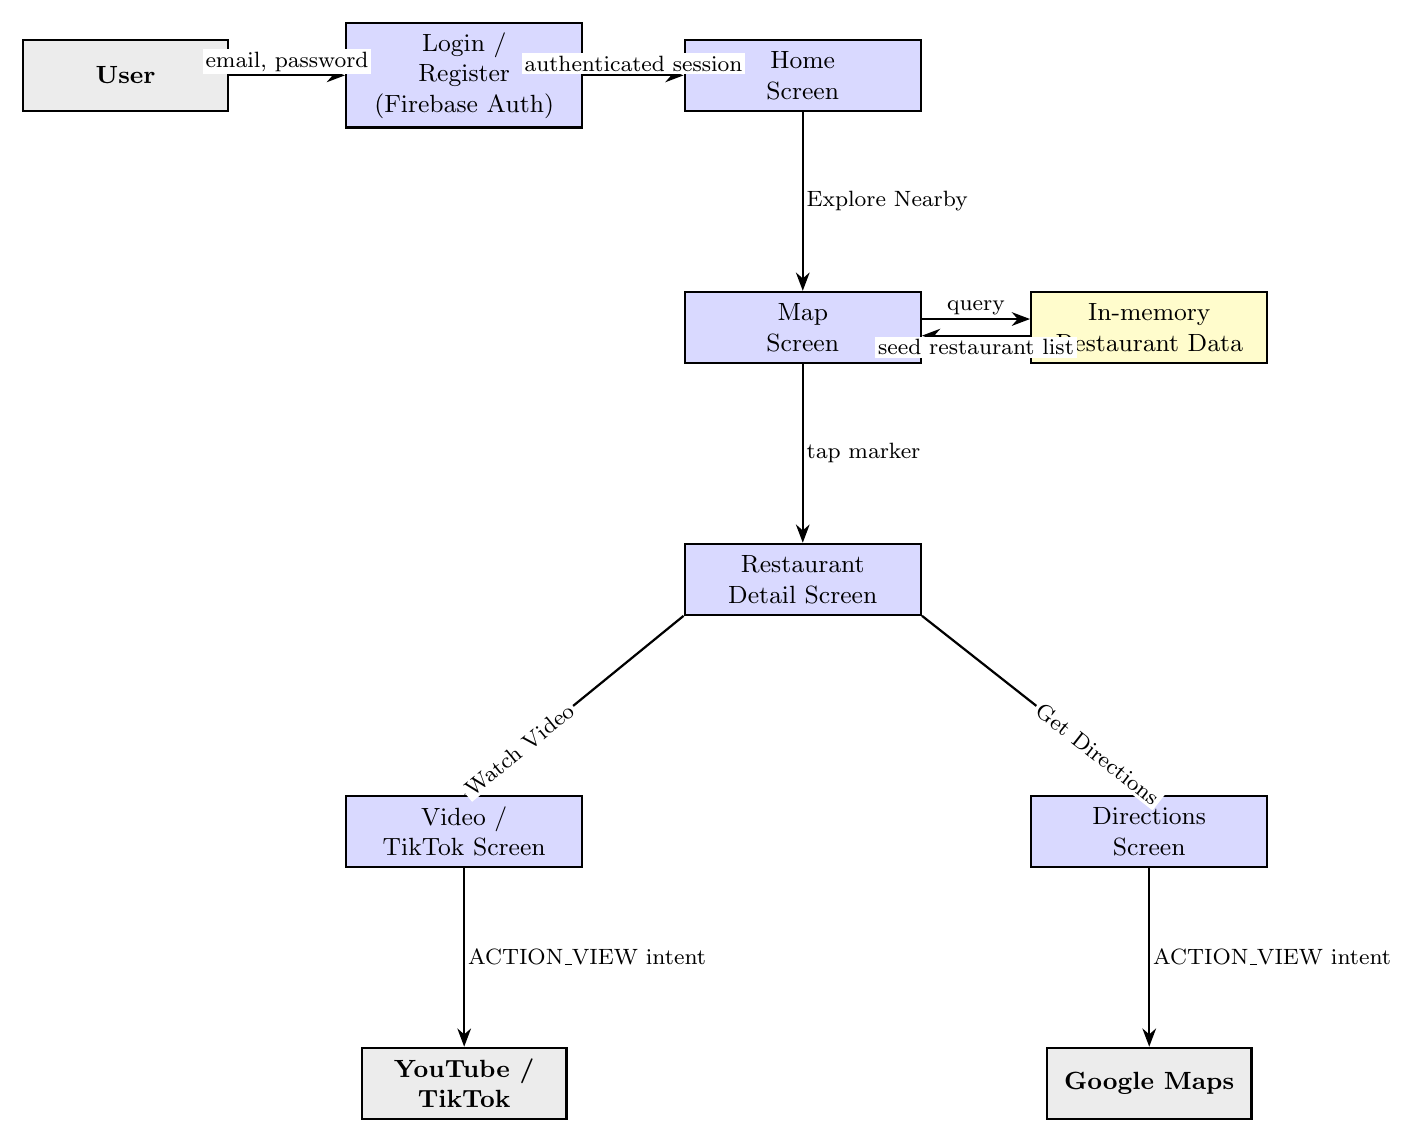 User
email, password
Login /
Register
(Firebase Auth)
authenticated session
Home
Screen
Explore Nearby
Map
Screen
query
seed restaurant list
In-memory
Restaurant Data
tap marker
Restaurant
Detail Screen
Watch Video
Get Directions
Video /
TikTok Screen
Directions
Screen
ACTION_VIEW intent
ACTION_VIEW intent
YouTube /
TikTok
Google Maps